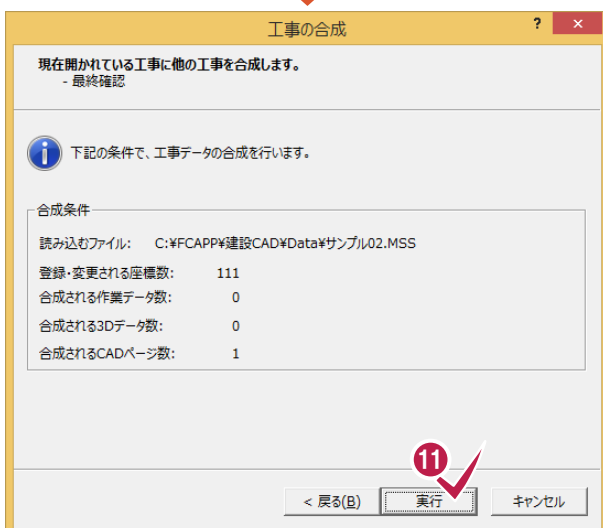 工事の合成
?
×
現在開かれている工事に他の工事を合成します。
- 最終確認
i
下記の条件で、工事データの合成を行います。
合成条件
読み込むファイル: C:¥FCAPP¥建設CAD¥Data¥サンプル02.MSS
登録・変更される座標数: 111
合成される作業データ数: 0
合成される3Dデータ数: 0
合成されるCADページ数: 1
11
< 戻る(B) 実行 キャンセル